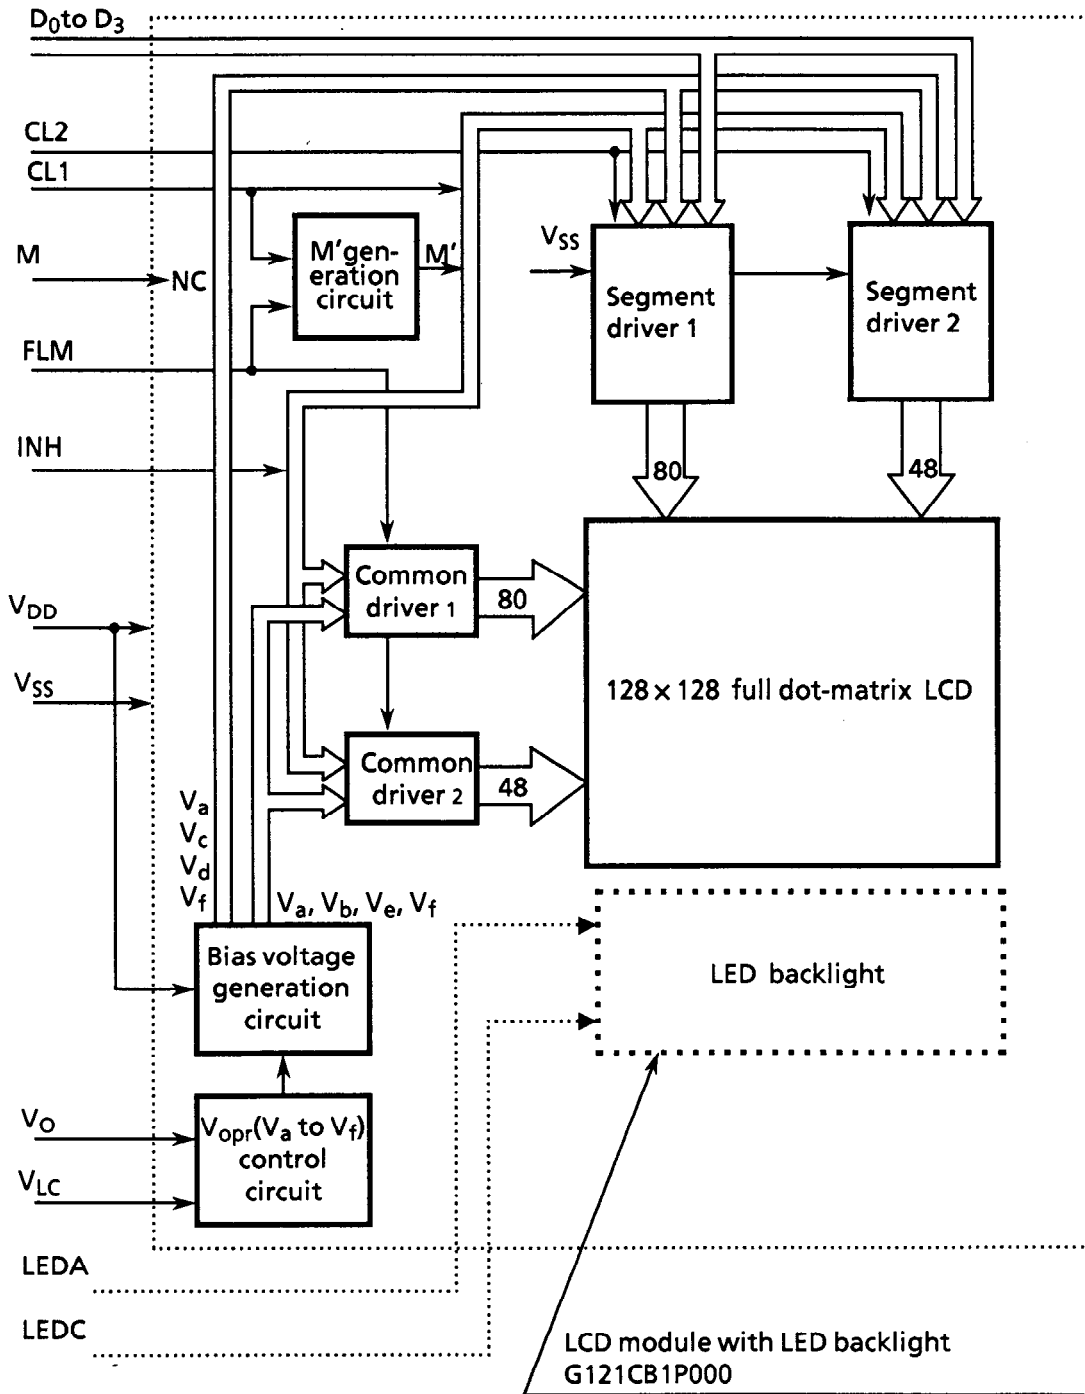 D0 to D3
CL2
CL1
M
NC
FLM
INH
VDD
VSS
M'gen-
eration
circuit
M'
VSS
Segment
driver 1
Segment
driver 2
80
48
Common
driver 1
80
Common
driver 2
48
128 × 128 full dot-matrix LCD
Va
Vc
Vd
Vf
Va, Vb, Ve, Vf
Bias voltage
generation
circuit
LED backlight
VO
VLC
Vopr(Va to Vf)
control
circuit
LEDA
LEDC
LCD module with LED backlight
G121CB1P000